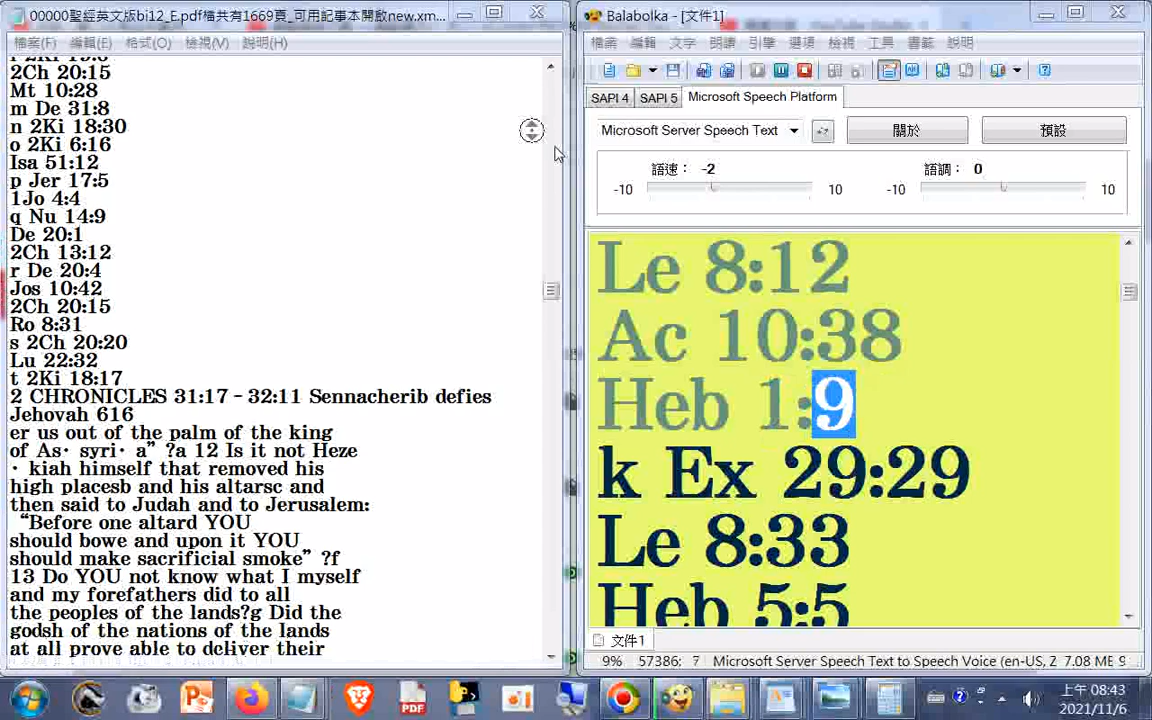 00000聖經英文版bi12_E.pdf檔共有1669頁_可用記事本開啟new.xm...
檔案(F) 編輯(E) 格式(O) 檢視(V) 說明(H)
2Ch 20:15
Mt 10:28
m De 31:8
n 2Ki 18:30
o 2Ki 6:16
Isa 51:12
p Jer 17:5
1Jo 4:4
q Nu 14:9
De 20:1
2Ch 13:12
r De 20:4
Jos 10:42
2Ch 20:15
Ro 8:31
s 2Ch 20:20
Lu 22:32
t 2Ki 18:17
2 CHRONICLES 31:17 – 32:11 Sennacherib defies
Jehovah 616
er us out of the palm of the king
of As· syri· a” ?a 12 Is it not Heze
· kiah himself that removed his
high placesb and his altarsc and
then said to Judah and to Jerusalem:
“Before one altard YOU
should bowe and upon it YOU
should make sacrificial smoke” ?f
13 Do YOU not know what I myself
and my forefathers did to all
the peoples of the lands?g Did the
godsh of the nations of the lands
at all prove able to deliver their
Balabolka - [文件1]
檔案 編輯 文字 朗讀 引擎 選項 檢視 工具 書籤 說明
SAPI 4 SAPI 5 Microsoft Speech Platform
Microsoft Server Speech Text 關於 預設
語速： -2 語調： 0
-10 10 -10 10
Le 8:12
Ac 10:38
Heb 1:9
k Ex 29:29
Le 8:33
Heb 5:5
文件1
9% 57386: 7 Microsoft Server Speech Text to Speech Voice (en-US, 2 7.08 MB 9
PDF
上午 08:43
2021/11/6